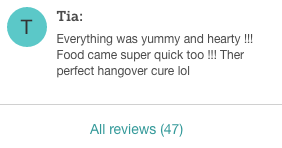 T
Tia:
Everything was yummy and hearty !!!
Food came super quick too !!! Ther
perfect hangover cure lol
All reviews (47)